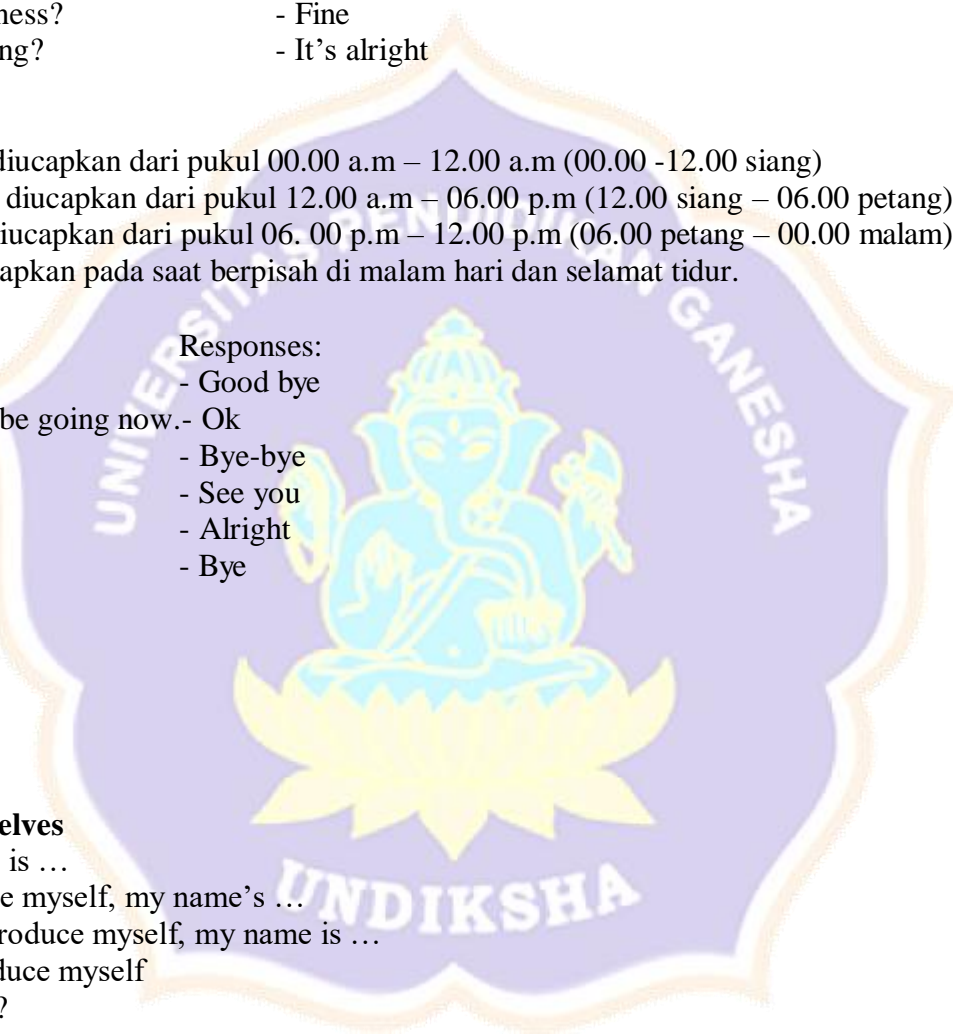 ness? - Fine
ng? - It’s alright
diucapkan dari pukul 00.00 a.m – 12.00 a.m (00.00 -12.00 siang)
diucapkan dari pukul 12.00 a.m – 06.00 p.m (12.00 siang – 06.00 petang)
iucapkan dari pukul 06. 00 p.m – 12.00 p.m (06.00 petang – 00.00 malam)
apkan pada saat berpisah di malam hari dan selamat tidur.
Responses:
- Good bye
be going now.- Ok
- Bye-bye
- See you
- Alright
- Bye
elves
is …
e myself, my name’s …
roduce myself, my name is …
duce myself
?
UNIVERSITAS PENDIDIKAN GANESHA
UNDIKSHA